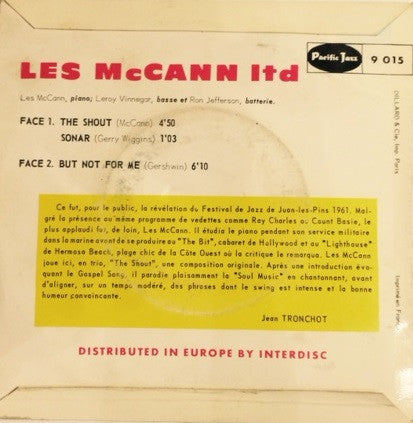 Pacific Jazz
9 015
LES McCANN ltd
Les McCann, piano; Leroy Vinnegar, basse et Ron Jefferson, batterie.
FACE 1. THE SHOUT (McCann) 4'50
SONAR (Gerry Wiggins) 1'03
FACE 2. BUT NOT FOR ME (Gershwin) 6'10
Ce fut, pour le public, la révélation du Festival de Jazz de Juan-les-Pins 1961. Mal-
gré la présence au même programme de vedettes comme Ray Charles ou Count Basie, le
plus applaudi fut, de loin, Les McCann. Il étudia le piano pendant son service militaire
dans la marine avant de se produire au "The Bit", cabaret de Hollywood et au "Lighthouse"
de Hermosa Beach, plage chic de la Côte Ouest où la critique le remarqua. Les McCann
joue ici, en trio, "The Shout", une composition originale. Après une introduction évo-
quant le Gospel Song, il parodie plaisamment la "Soul Music" en chantonnant, avant
d'aligner, sur un tempo modéré, des phrases dont le swing est intense et la bonne
humeur convaincante.
Jean TRONCHOT
DISTRIBUTED IN EUROPE BY INTERDISC
DILLARD & Cie, Imp. Paris
Imprimé en